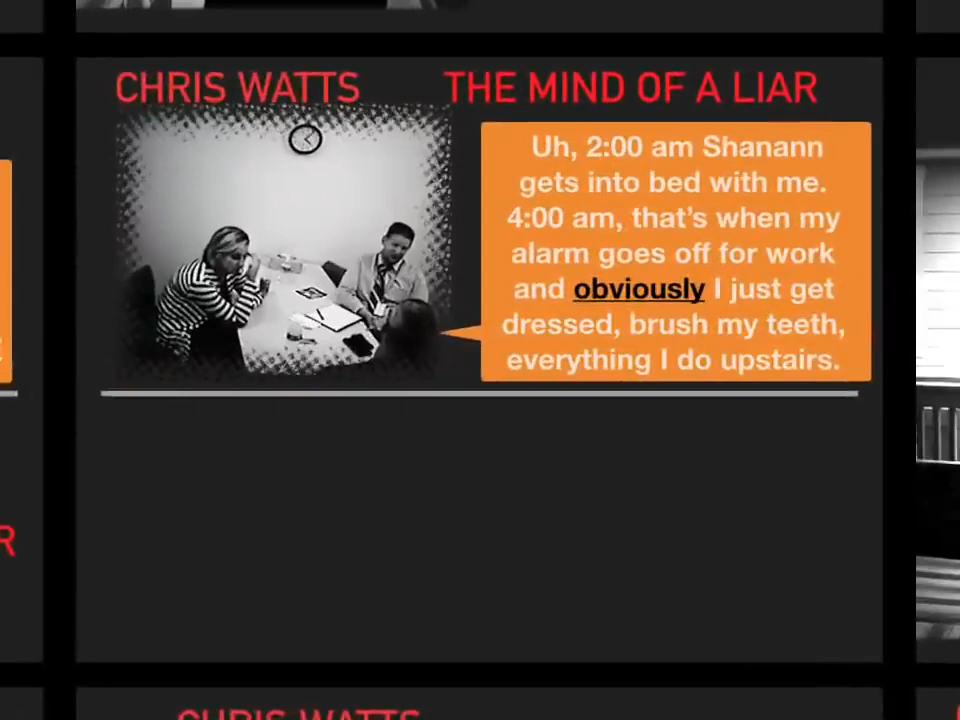 CHRIS WATTS THE MIND OF A LIAR
Uh, 2:00 am Shanann
gets into bed with me.
4:00 am, that's when my
alarm goes off for work
and obviously I just get
dressed, brush my teeth,
everything I do upstairs.
R
CHRIS WATTS